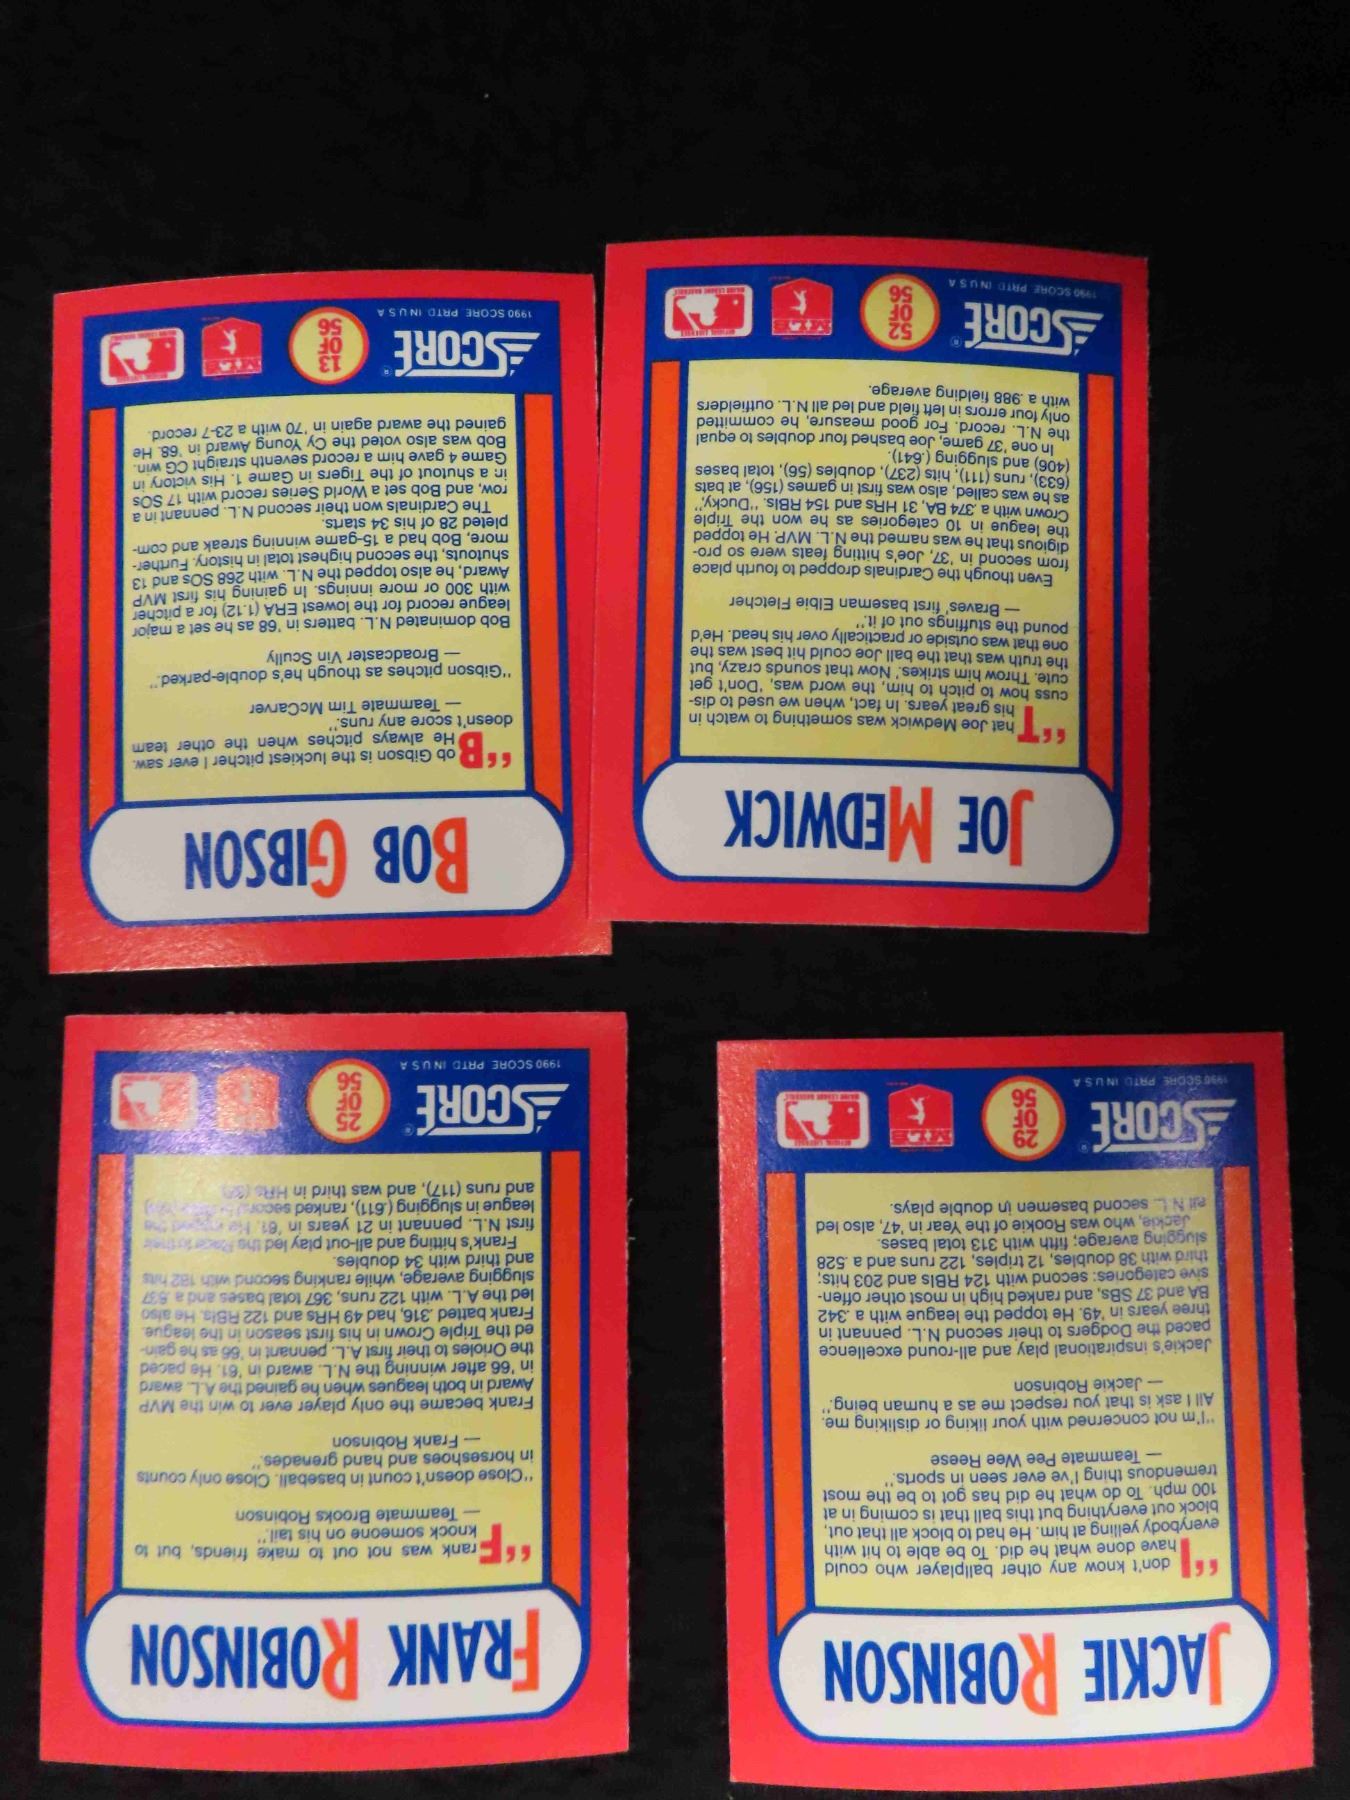 JACKIE ROBINSON
"I don't know any other ballplayer who could
have done what he did. To be able to hit with
everybody yelling at him. He had to block all that out,
block out everything but this ball that is coming in at
100 mph. To do what he did has got to be the most
tremendous thing I've ever seen in sports."
— Teammate Pee Wee Reese
"I'm not concerned with your liking or disliking me.
All I ask is that you respect me as a human being."
— Jackie Robinson
Jackie's inspirational play and all-round excellence
paced the Dodgers to their second N.L. pennant in
three years in '49. He topped the league with a .342
BA and 37 SBs, and ranked high in most other offen-
sive categories: second with 124 RBIs and 203 hits;
third with 38 doubles, 12 triples, 122 runs and a .528
slugging average; fifth with 313 total bases.
Jackie, who was Rookie of the Year in '47, also led
all N.L. second basemen in double plays.
SCORE®
29 OF 56
1990 SCORE PRTD. IN U.S.A
FRANK ROBINSON
"Frank was not out to make friends, but to
knock someone on his tail."
— Teammate Brooks Robinson
"Close doesn't count in baseball. Close only counts
in horseshoes and hand grenades."
— Frank Robinson
Frank became the only player ever to win the MVP
Award in both leagues when he gained the A.L. award
in '66 after winning the N.L. award in '61. He paced
the Orioles to their first A.L. pennant in '66 as he gain-
ed the Triple Crown in his first season in the league.
Frank batted .316, had 49 HRs and 122 RBIs. He also
led the A.L. with 122 runs, 367 total bases and a .637
slugging average, while ranking second with 182 hits
and third with 34 doubles.
Frank's hitting and all-out play led the Reds to their
first N.L. pennant in 21 years in '61. He topped the
league in slugging (.611), ranked second in
and runs (117), and was third in HRs (37).
SCORE®
25 OF 56
1990 SCORE PRTD. IN U.S.A
JOE MEDWICK
"That Joe Medwick was something to watch in
his great years. In fact, when we used to dis-
cuss how to pitch to him, the word was, 'Don't get
cute. Throw him strikes.' Now that sounds crazy, but
the truth was that the ball Joe could hit best was the
one that was outside or practically over his head. He'd
pound the stuffings out of it."
— Braves' first baseman Elbie Fletcher
Even though the Cardinals dropped to fourth place
from second in '37, Joe's hitting feats were so pro-
digious that he was named the N.L. MVP. He topped
the league in 10 categories as he won the Triple
Crown with a .374 BA, 31 HRs and 154 RBIs. "Ducky,"
as he was called, also was first in games (156), at bats
(633), runs (111), hits (237), doubles (56), total bases
(406) and slugging (.641).
In one '37 game, Joe bashed four doubles to equal
the N.L. record. For good measure, he committed
only four errors in left field and led all N.L. outfielders
with a .988 fielding average.
SCORE®
52 OF 56
1990 SCORE PRTD. IN U.S.A
BOB GIBSON
"Bob Gibson is the luckiest pitcher I ever saw.
He always pitches when the other team
doesn't score any runs."
— Teammate Tim McCarver
"Gibson pitches as though he's double-parked."
— Broadcaster Vin Scully
Bob dominated N.L. batters in '68 as he set a major
league record for the lowest ERA (1.12) for a pitcher
with 300 or more innings. In gaining his first MVP
Award, he also topped the N.L. with 268 SOs and 13
shutouts, the second highest total in history. Further-
more, Bob had a 15-game winning streak and com-
pleted 28 of his 34 starts.
The Cardinals won their second N.L. pennant in a
row, and Bob set a World Series record with 17 SOs
in a shutout of the Tigers in Game 1. His victory in
Game 4 gave him a record seventh straight CG win.
Bob was also voted the Cy Young Award in '68. He
gained the award again in '70 with a 23-7 record.
SCORE®
13 OF 56
1990 SCORE PRTD. IN U.S.A